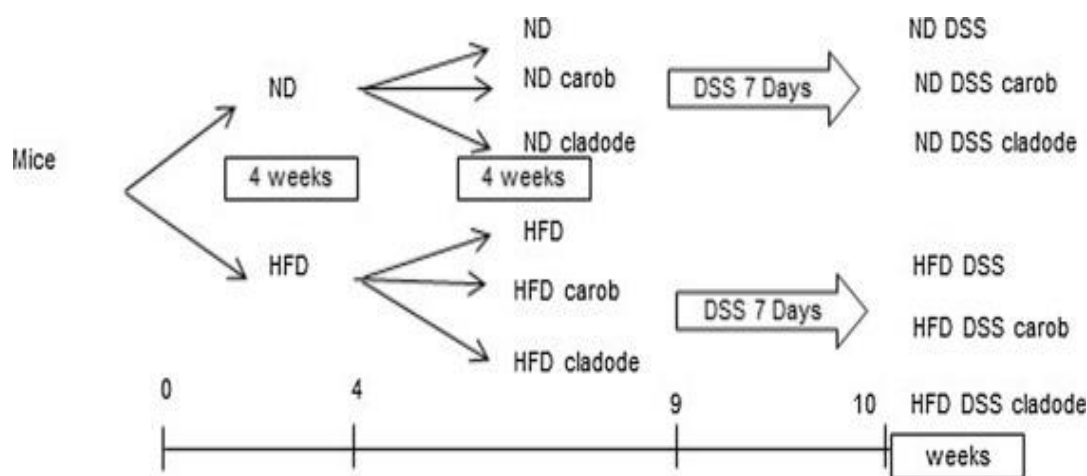 Mice
ND
4 weeks
HFD
ND
ND carob
ND cladode
4 weeks
HFD
HFD carob
HFD cladode
DSS 7 Days
DSS 7 Days
ND DSS
ND DSS carob
ND DSS cladode
HFD DSS
HFD DSS carob
HFD DSS cladode
0
4
9
10
weeks